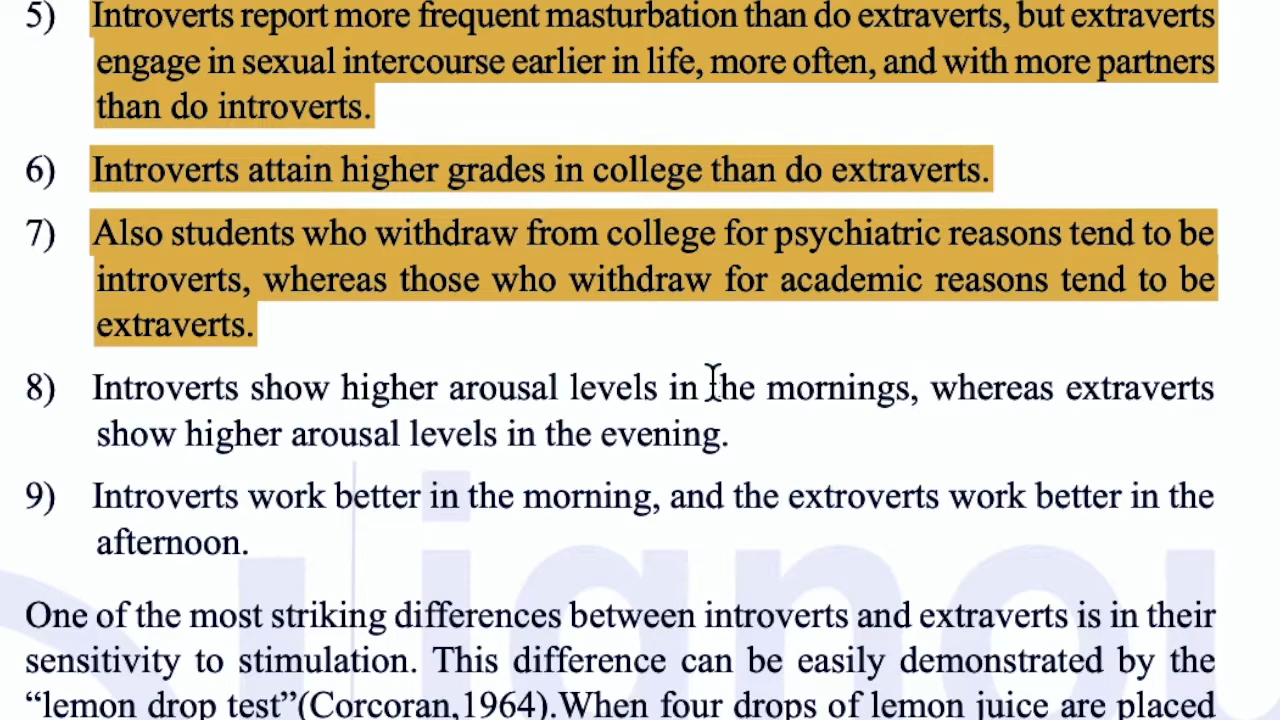 5) Introverts report more frequent masturbation than do extraverts, but extraverts
engage in sexual intercourse earlier in life, more often, and with more partners
than do introverts.
6) Introverts attain higher grades in college than do extraverts.
7) Also students who withdraw from college for psychiatric reasons tend to be
introverts, whereas those who withdraw for academic reasons tend to be
extraverts.
8) Introverts show higher arousal levels in the mornings, whereas extraverts
show higher arousal levels in the evening.
9) Introverts work better in the morning, and the extroverts work better in the
afternoon.
One of the most striking differences between introverts and extraverts is in their
sensitivity to stimulation. This difference can be easily demonstrated by the
“lemon drop test”(Corcoran,1964).When four drops of lemon juice are placed
ignou